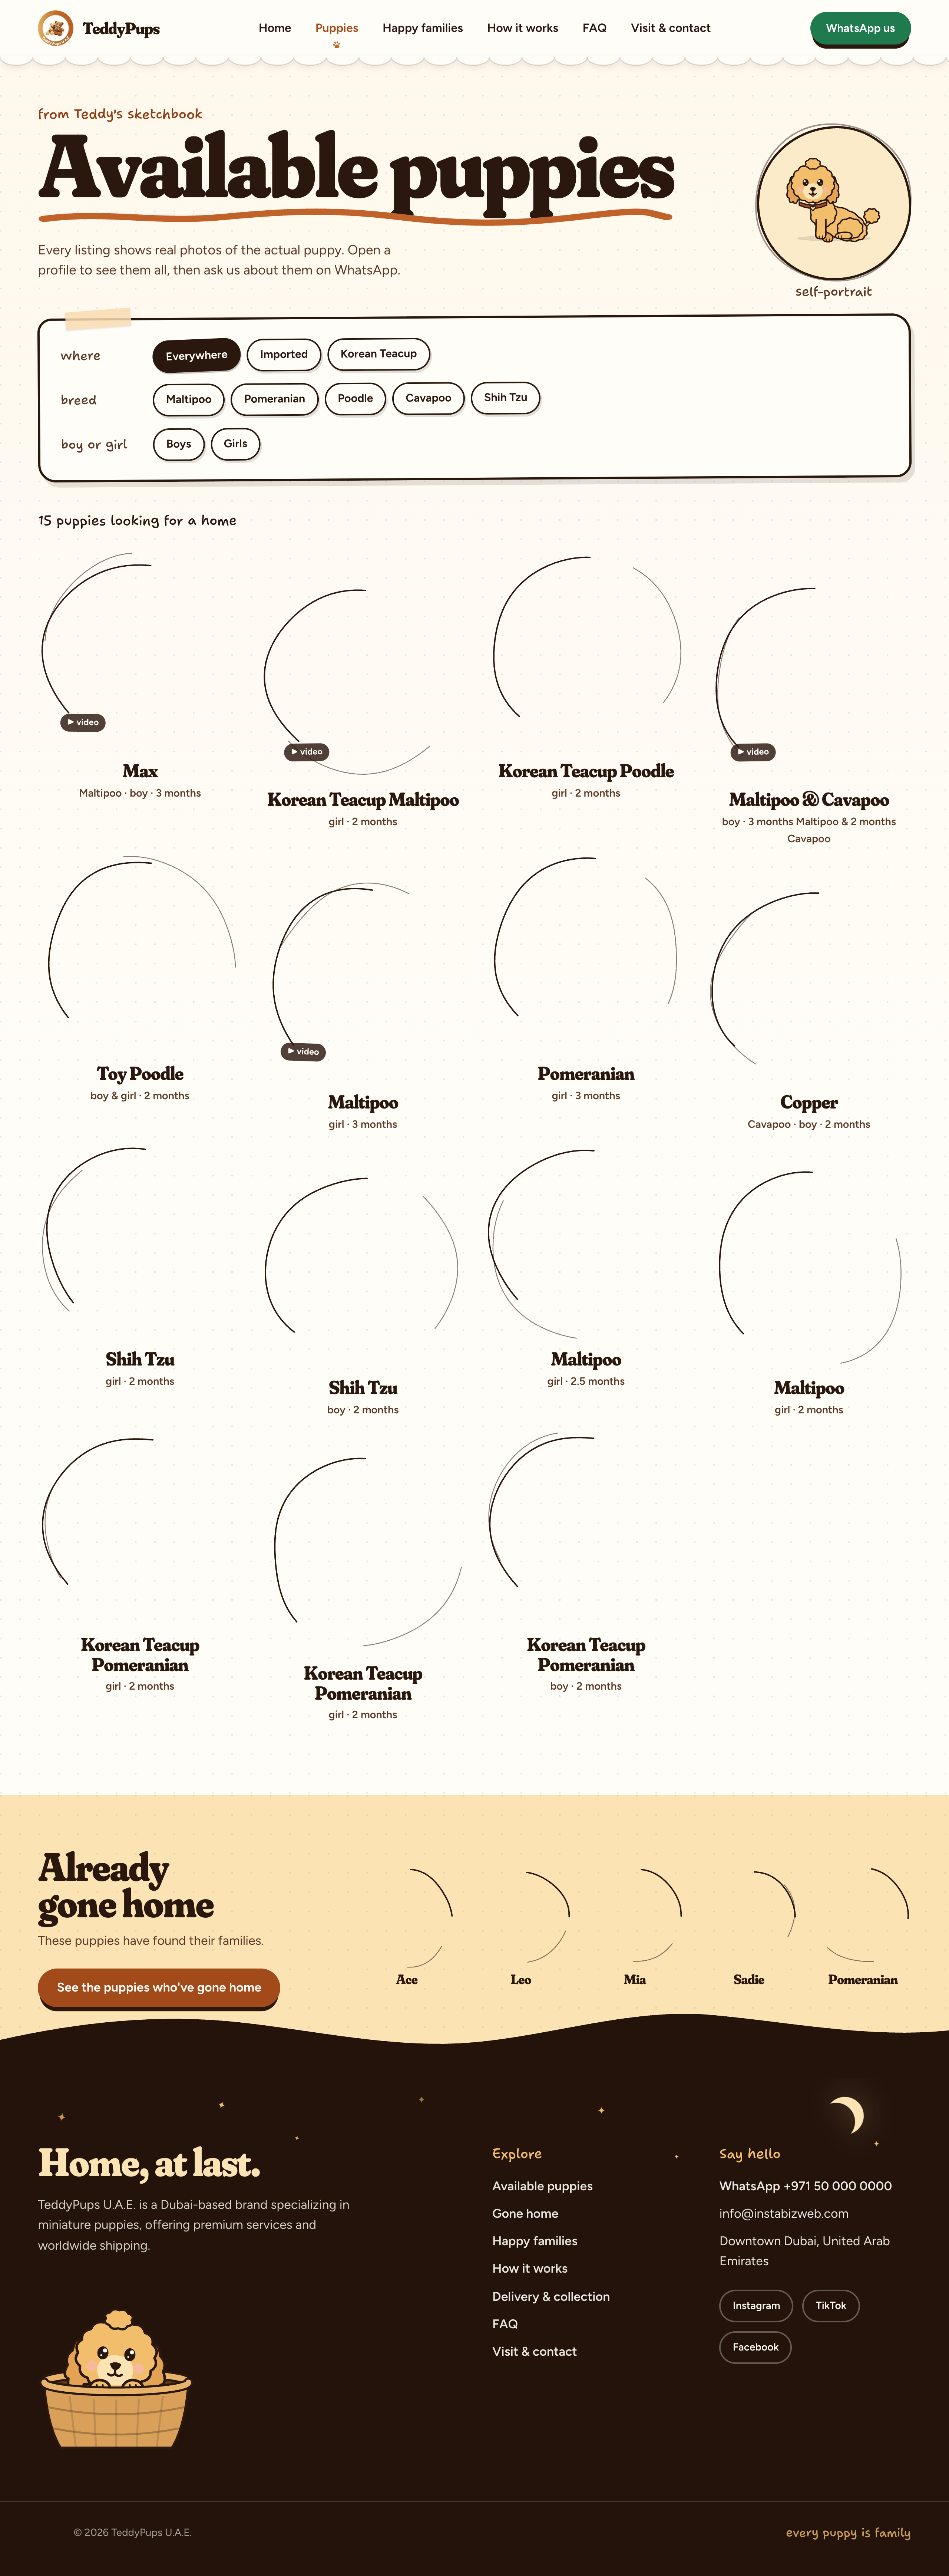 TeddyPups
Home
Puppies
Happy families
How it works
FAQ
Visit & contact
WhatsApp us
from Teddy's sketchbook
Available puppies
Every listing shows real photos of the actual puppy. Open a
profile to see them all, then ask us about them on WhatsApp.
self-portrait
where
Everywhere
Imported
Korean Teacup
breed
Maltipoo
Pomeranian
Poodle
Cavapoo
Shih Tzu
boy or girl
Boys
Girls
15 puppies looking for a home
video
Max
Maltipoo · boy · 3 months
video
Korean Teacup Maltipoo
girl · 2 months
Korean Teacup Poodle
girl · 2 months
video
Maltipoo & Cavapoo
boy · 3 months Maltipoo & 2 months
Cavapoo
Toy Poodle
boy & girl · 2 months
video
Maltipoo
girl · 3 months
Pomeranian
girl · 3 months
Copper
Cavapoo · boy · 2 months
Shih Tzu
girl · 2 months
Shih Tzu
boy · 2 months
Maltipoo
girl · 2.5 months
Maltipoo
girl · 2 months
Korean Teacup
Pomeranian
girl · 2 months
Korean Teacup
Pomeranian
girl · 2 months
Korean Teacup
Pomeranian
boy · 2 months
Already
gone home
These puppies have found their families.
See the puppies who've gone home
Ace
Leo
Mia
Sadie
Pomeranian
Home, at last.
TeddyPups U.A.E. is a Dubai-based brand specializing in
miniature puppies, offering premium services and
worldwide shipping.
Explore
Available puppies
Gone home
Happy families
How it works
Delivery & collection
FAQ
Visit & contact
Say hello
WhatsApp +971 50 000 0000
info@instabizweb.com
Downtown Dubai, United Arab
Emirates
Instagram
TikTok
Facebook
© 2026 TeddyPups U.A.E.
every puppy is family